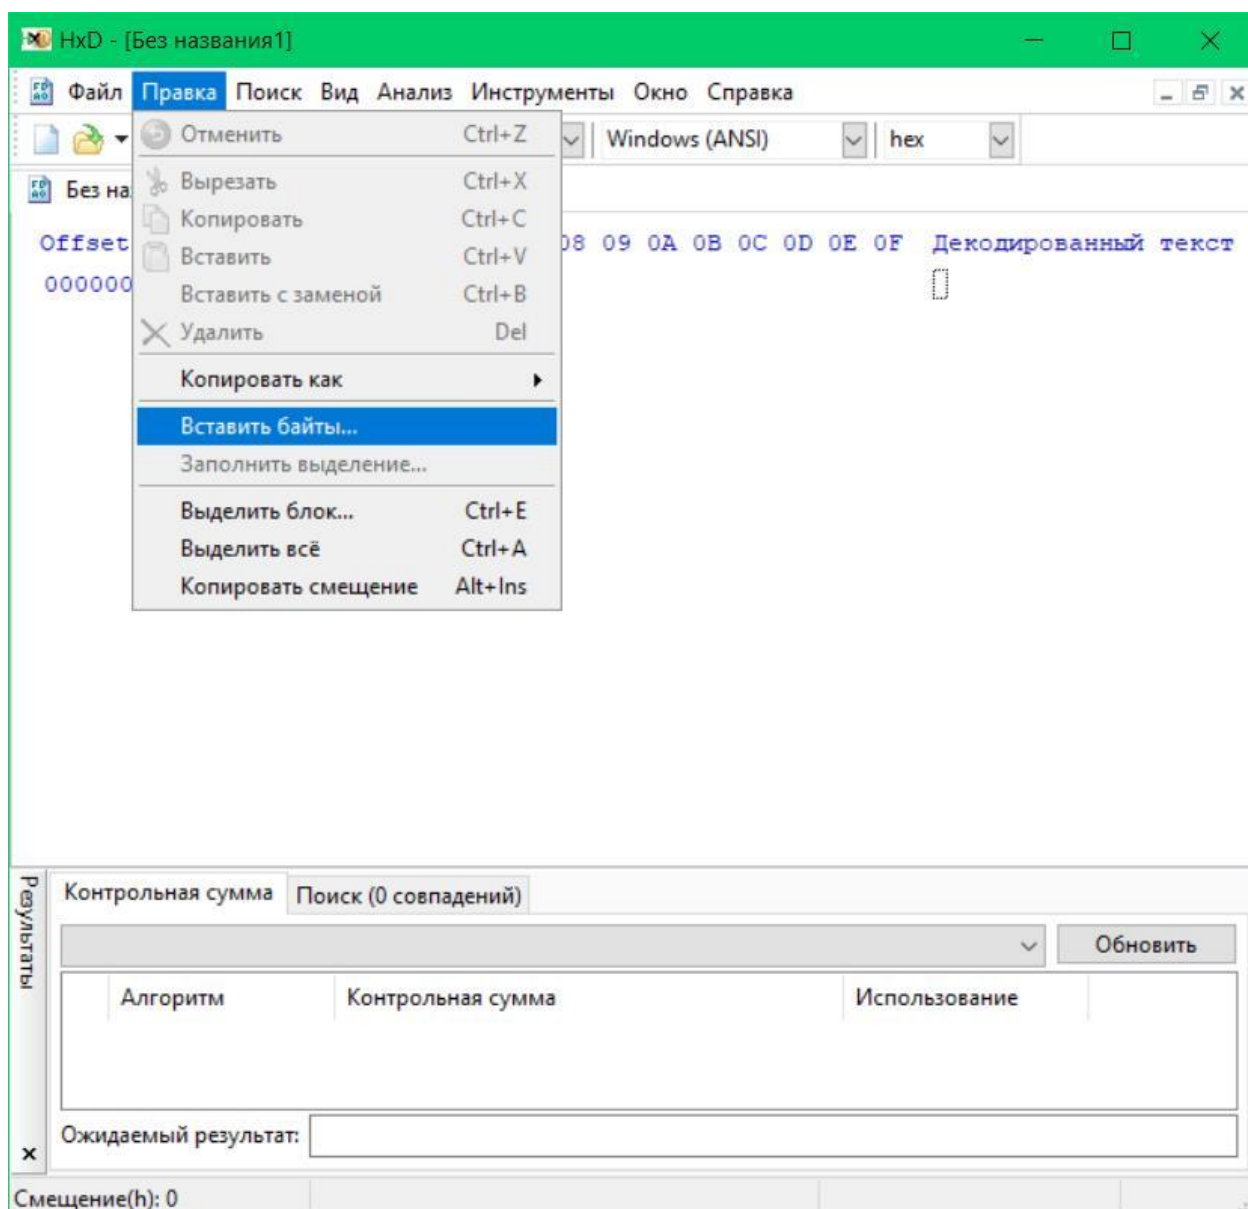 HxD - [Без названия1]
Файл Правка Поиск Вид Анализ Инструменты Окно Справка
Windows (ANSI) hex
Без на
Offset 08 09 0A 0B 0C 0D 0E 0F Декодированный текст
000000
Отменить Ctrl+Z
Вырезать Ctrl+X
Копировать Ctrl+C
Вставить Ctrl+V
Вставить с заменой Ctrl+B
Удалить Del
Копировать как
Вставить байты...
Заполнить выделение...
Выделить блок... Ctrl+E
Выделить всё Ctrl+A
Копировать смещение Alt+Ins
Результаты
Контрольная сумма Поиск (0 совпадений)
Обновить
Алгоритм Контрольная сумма Использование
Ожидаемый результат:
Смещение(h): 0